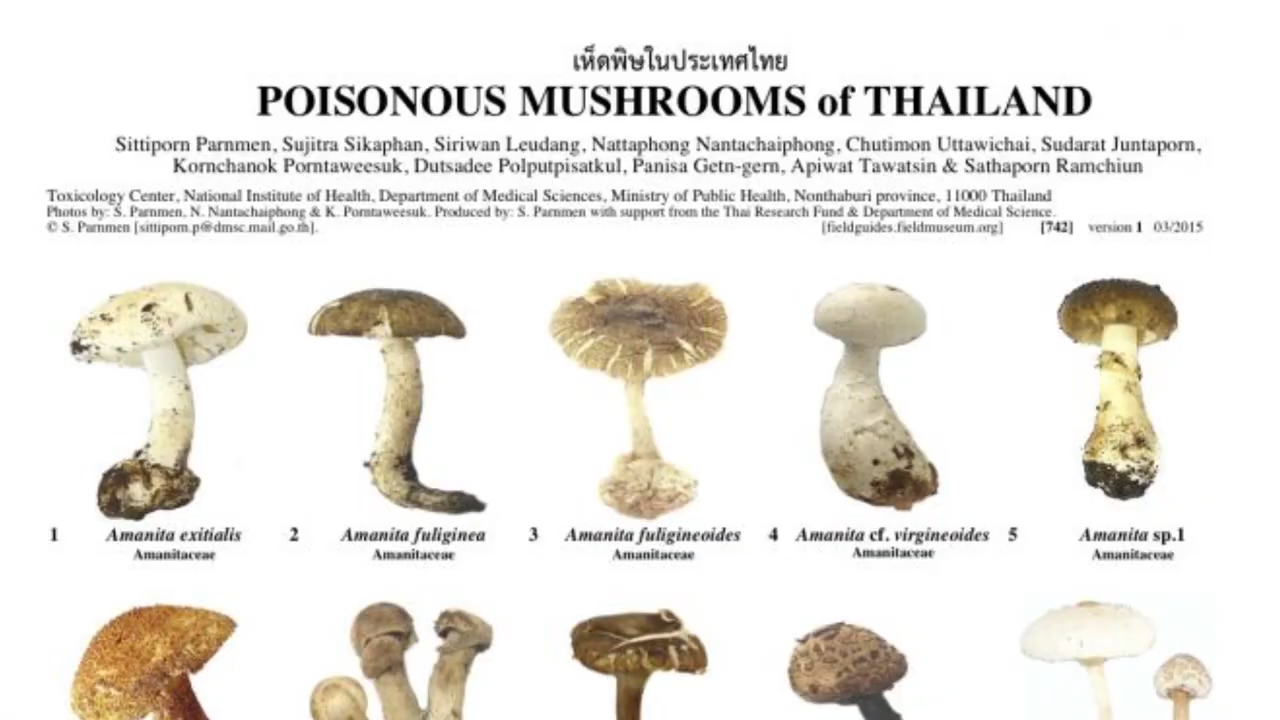 เห็ดพิษในประเทศไทย
POISONOUS MUSHROOMS of THAILAND
Sittiporn Parnmen, Sujitra Sikaphan, Siriwan Leudang, Nattaphong Nantachaiphong, Chutimon Uttawichai, Sudarat Juntaporn,
Kornchanok Porntaweesuk, Dutsadee Polputpisatkul, Panisa Getn-gern, Apiwat Tawatsin & Sathaporn Ramchiun
Toxicology Center, National Institute of Health, Department of Medical Sciences, Ministry of Public Health, Nonthaburi province, 11000 Thailand
Photos by: S. Parnmen, N. Nantachaiphong & K. Porntaweesuk. Produced by: S. Parnmen with support from the Thai Research Fund & Department of Medical Science.
© S. Parnmen [sittiporn.p@dmsc.mail.go.th]. [fieldguides.fieldmuseum.org] [742] version 1 03/2015
1 Amanita exitialis 2 Amanita fuliginea 3 Amanita fuligineoides 4 Amanita cf. virgineoides 5 Amanita sp.1
Amanitaceae Amanitaceae Amanitaceae Amanitaceae Amanitaceae